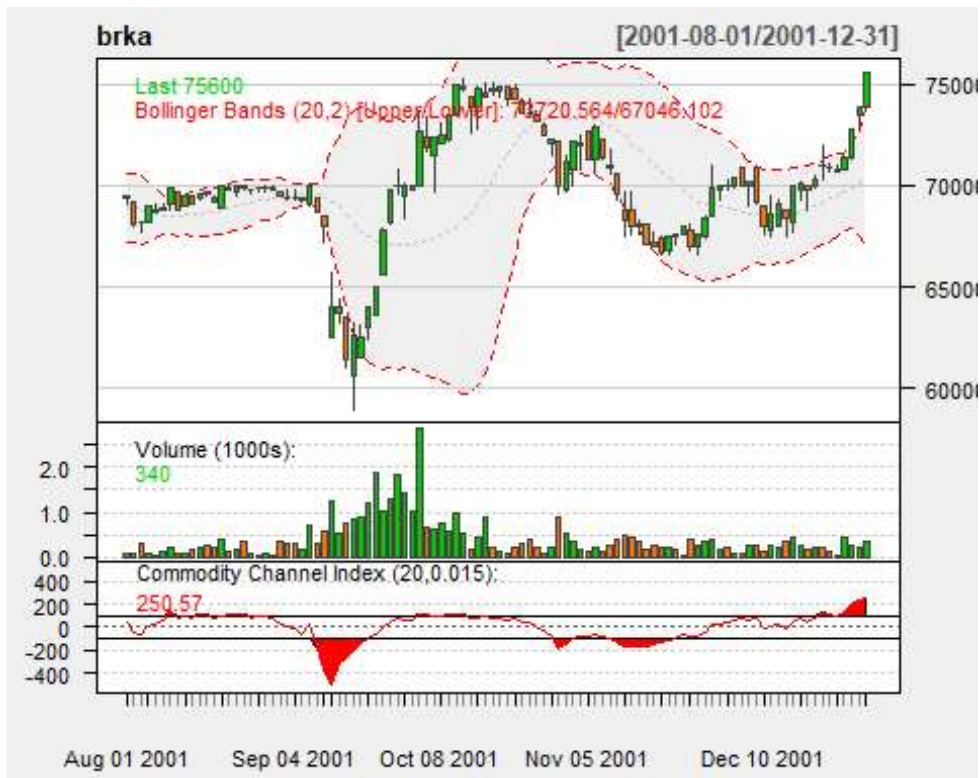 brka [2001-08-01/2001-12-31]
Last 75600
Bollinger Bands (20,2) [Upper/Lower]: 720.564/67046.102
75000
70000
65000
60000
Volume (1000s):
340
2.0
1.0
0.0
Commodity Channel Index (20,0.015):
250.57
400
200
0
-200
-400
Aug 01 2001 Sep 04 2001 Oct 08 2001 Nov 05 2001 Dec 10 2001